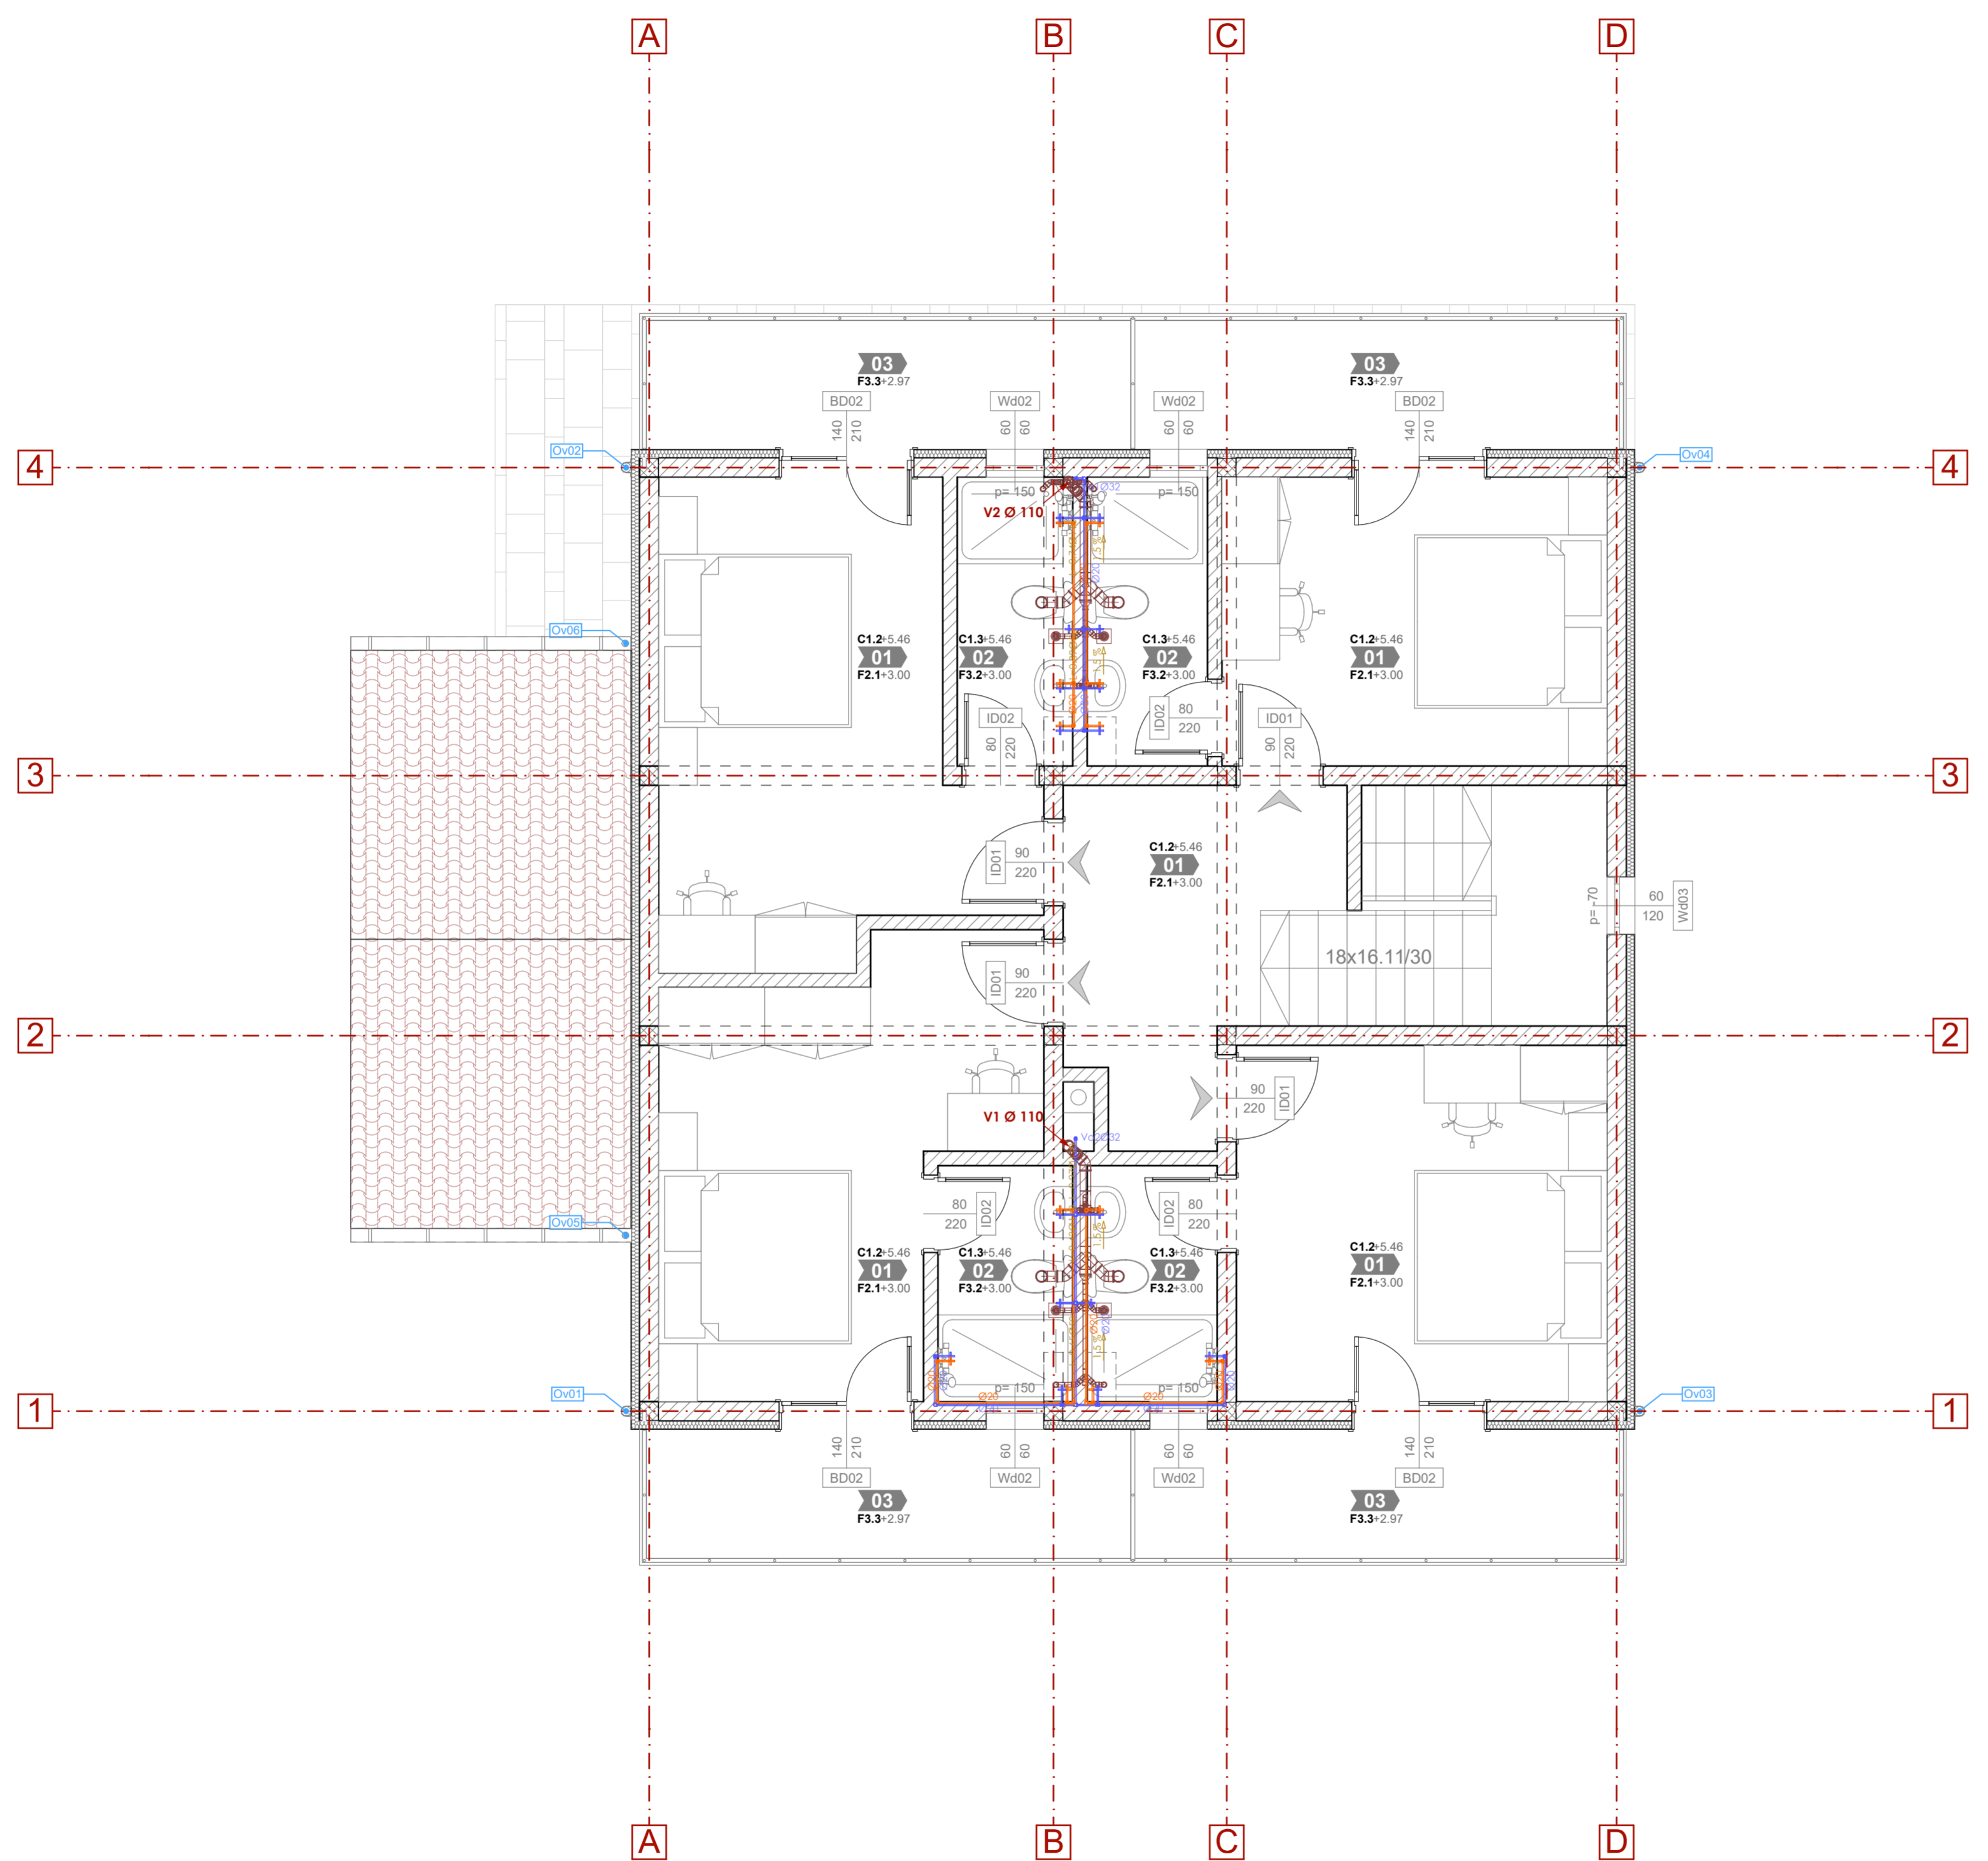 A B C D
03 03
F3.3+2.97 F3.3+2.97
BD02 Wd02 Wd02 BD02
140 210 60 60 60 60 140 210
Ov02 Ov04
4 4
p= 150 p= 150
Ø32
V2 Ø 110
Ø20
Ov06
C1.2+5.46 C1.3+5.46 C1.3+5.46 C1.2+5.46
01 02 02 01
F2.1+3.00 F3.2+3.00 F3.2+3.00 F2.1+3.00
ID02 ID02 80 ID01
80 220 220 90 220
3 3
C1.2+5.46
ID01 90 01
220 F2.1+3.00
p= -70 60 Wd03
120
18x16.11/30
ID01 90
220
2 2
90 ID01
220
V1 Ø 110
80 ID02 ID02 80
220 220
Ov05
C1.2+5.46 C1.3+5.46 C1.3+5.46 C1.2+5.46
01 02 02 01
F2.1+3.00 F3.2+3.00 F3.2+3.00 F2.1+3.00
Ø20 Ø20
p= 150 p= 150
Ov01 Ø20 Ø20 Ov03
1 1
140 210 60 60 60 60 140 210
BD02 Wd02 Wd02 BD02
03 03
F3.3+2.97 F3.3+2.97
A B C D